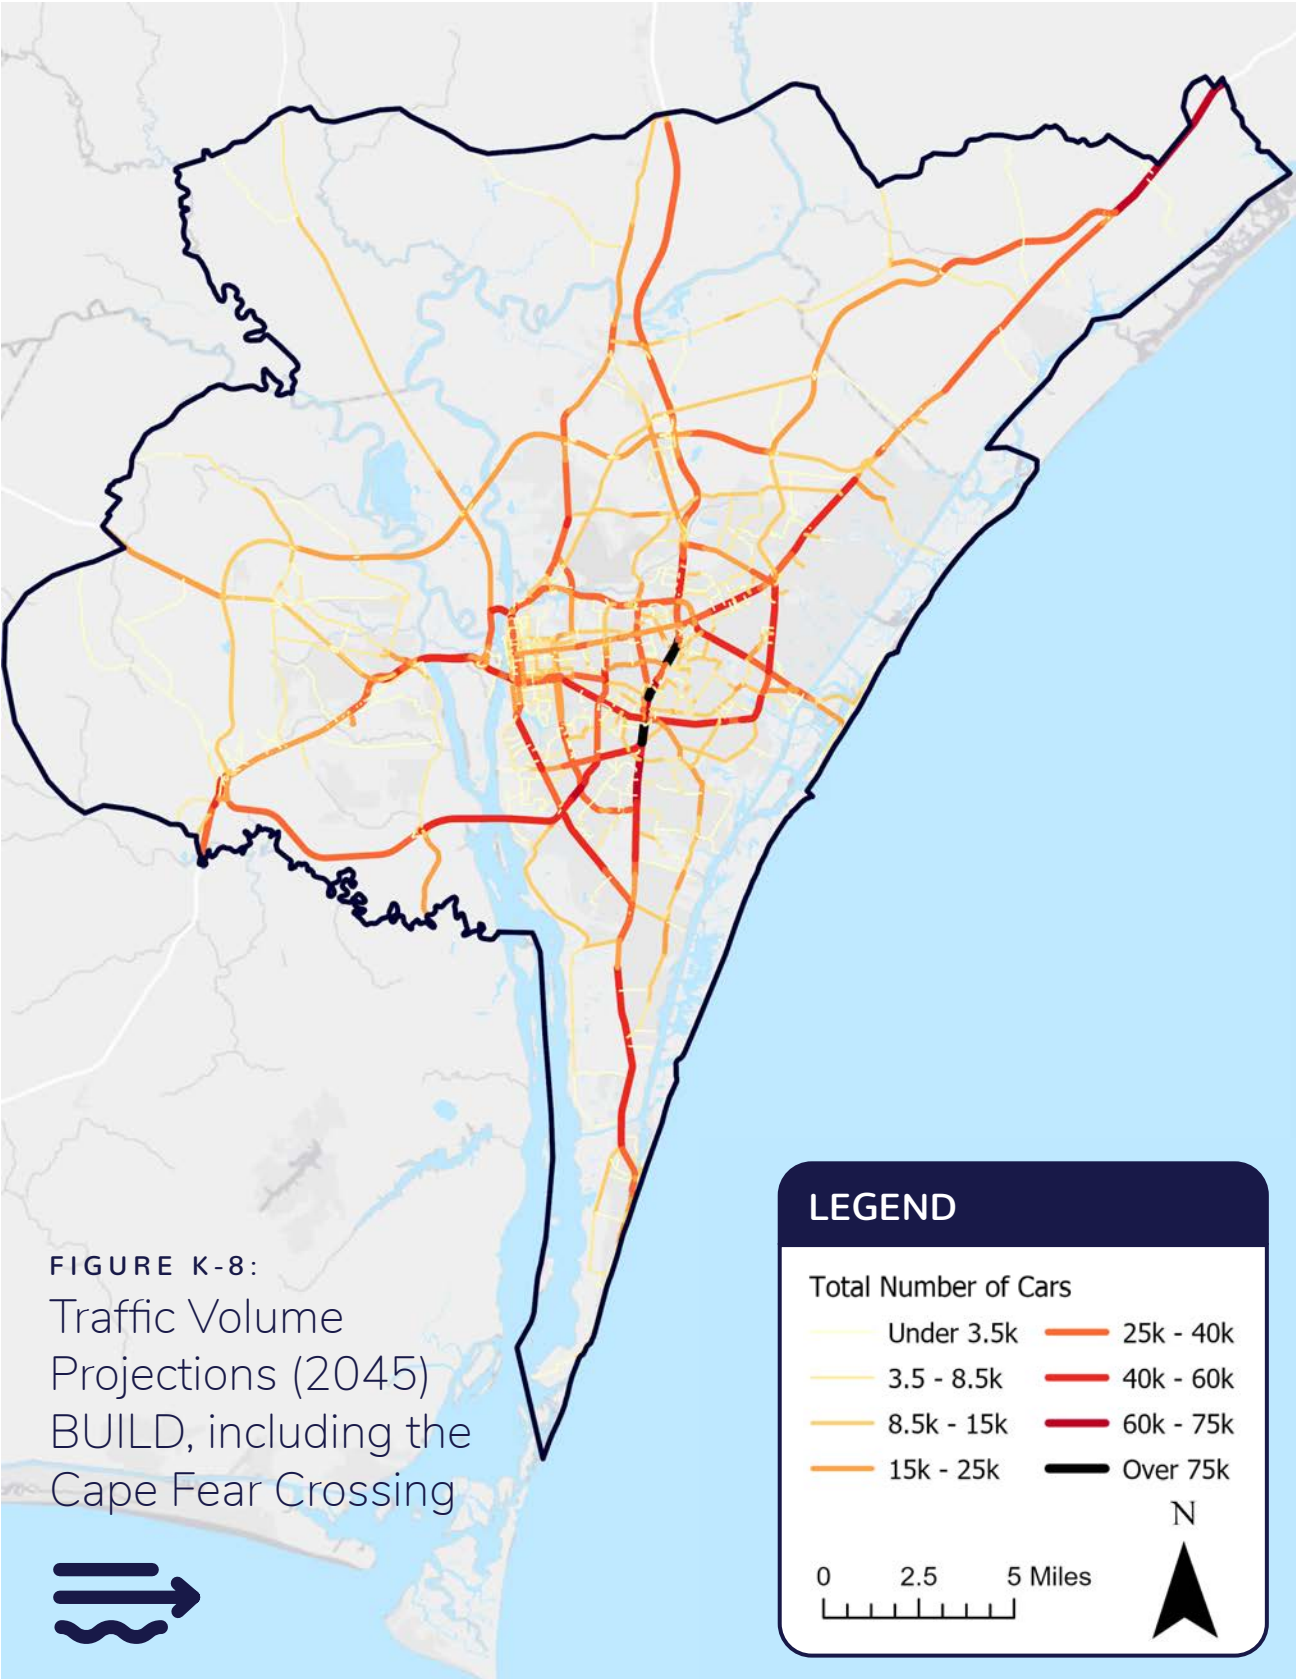 FIGURE K-8:
Traffic Volume
Projections (2045)
BUILD, including the
Cape Fear Crossing
LEGEND
Total Number of Cars
Under 3.5k
3.5 - 8.5k
8.5k - 15k
15k - 25k
25k - 40k
40k - 60k
60k - 75k
Over 75k
N
0 2.5 5 Miles